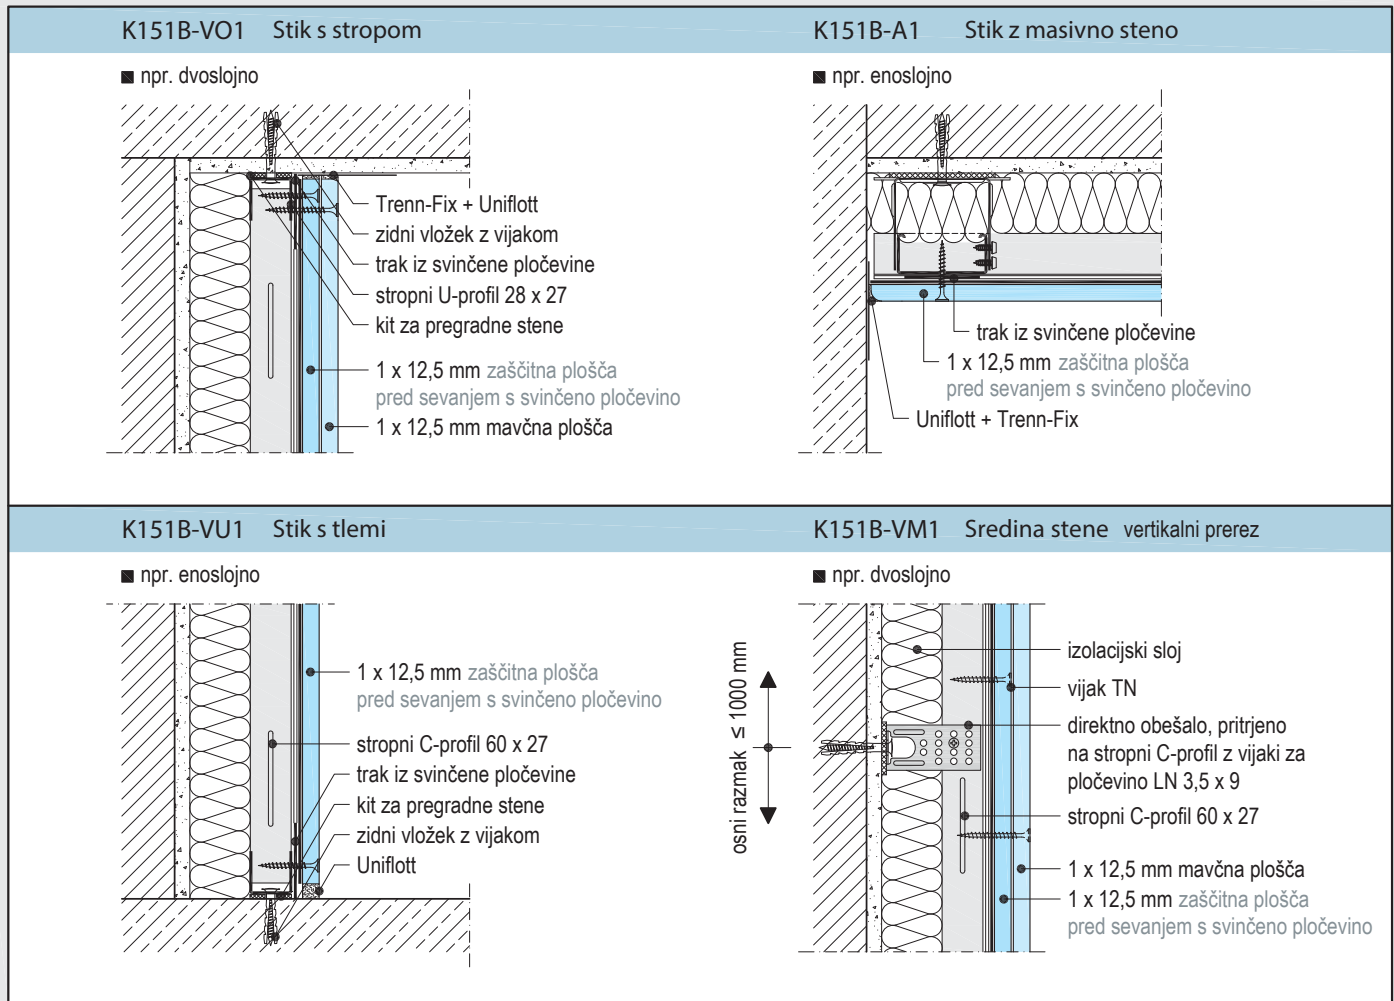 K151B-VO1 Stik s stropom
■ npr. dvoslojno
Trenn-Fix + Uniflott
zidni vložek z vijakom
trak iz svinčene pločevine
stropni U-profil 28 x 27
kit za pregradne stene
1 x 12,5 mm zaščitna plošča
pred sevanjem s svinčeno pločevino
1 x 12,5 mm mavčna plošča
K151B-A1 Stik z masivno steno
■ npr. enoslojno
trak iz svinčene pločevine
1 x 12,5 mm zaščitna plošča
pred sevanjem s svinčeno pločevino
Uniflott + Trenn-Fix
K151B-VU1 Stik s tlemi
■ npr. enoslojno
1 x 12,5 mm zaščitna plošča
pred sevanjem s svinčeno pločevino
stropni C-profil 60 x 27
trak iz svinčene pločevine
kit za pregradne stene
zidni vložek z vijakom
Uniflott
K151B-VM1 Sredina stene vertikalni prerez
■ npr. dvoslojno
osni razmak ≤ 1000 mm
izolacijski sloj
vijak TN
direktno obešalo, pritrjeno
na stropni C-profil z vijaki za
pločevino LN 3,5 x 9
stropni C-profil 60 x 27
1 x 12,5 mm mavčna plošča
1 x 12,5 mm zaščitna plošča
pred sevanjem s svinčeno pločevino